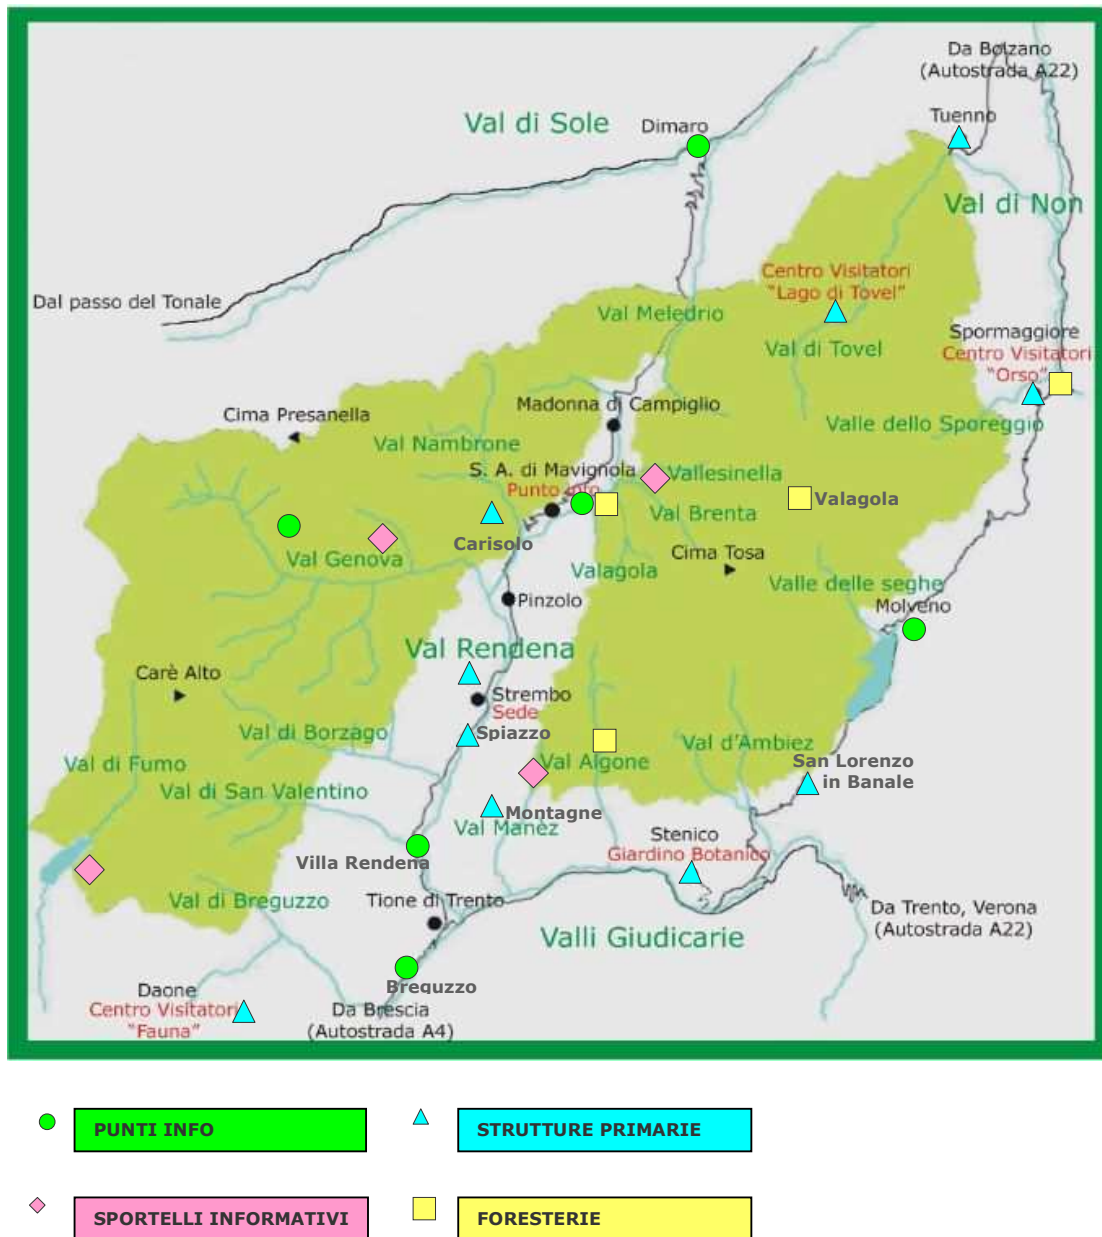 Da Bolzano
(Autostrada A22)
Tuenno
Val di Sole
Dimaro
Val di Non
Centro Visitatori
"Lago di Tovel"
Dal passo del Tonale
Val Meledrio
Spormaggiore
Val di Tovel
Centro Visitatori
"Orso"
Cima Presanella
Madonna di Campiglio
Valle dello Sporeggio
Val Nambrone
S. A. di Mavignola
Vallesinella
Punto info
Valagola
Val Brenta
Carisolo
Cima Tosa
Val Genova
Valagola
Valle delle seghe
Pinzolo
Molveno
Val Rendena
Carè Alto
Strembo
Sede
Spiazzo
Val di Borzago
Val d'Ambiez
Val di Fumo
Val Algone
San Lorenzo
in Banale
Val di San Valentino
Montagne
Val Manèz
Stenico
Giardino Botanico
Villa Rendena
Val di Breguzzo
Tione di Trento
Da Trento, Verona
(Autostrada A22)
Valli Giudicarie
Breguzzo
Daone
Centro Visitatori
"Fauna"
Da Brescia
(Autostrada A4)
PUNTI INFO
STRUTTURE PRIMARIE
SPORTELLI INFORMATIVI
FORESTERIE